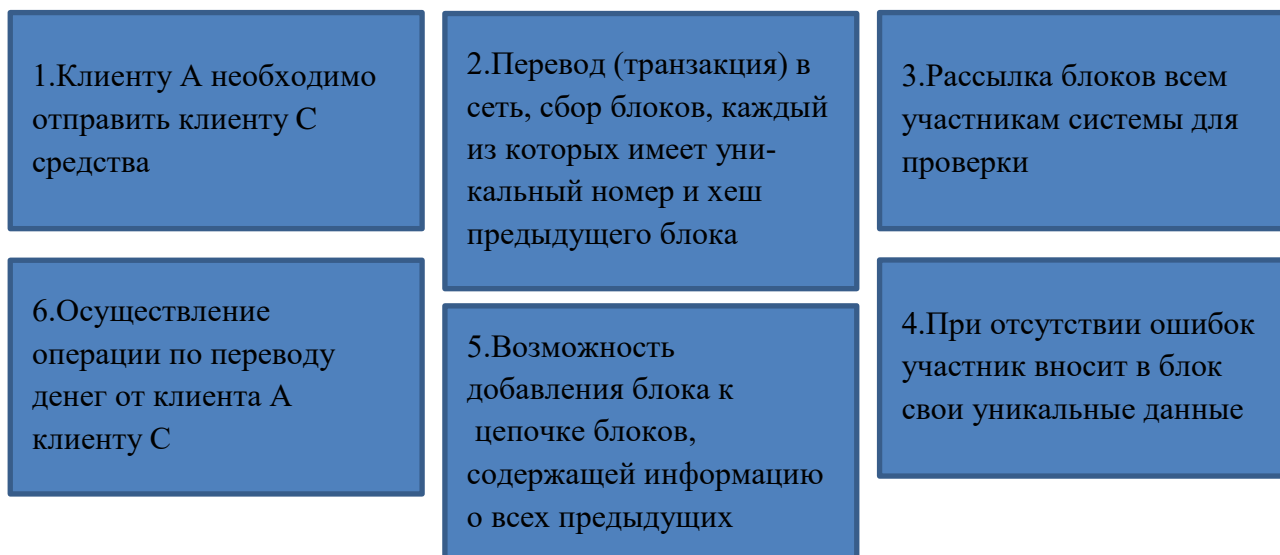 1.Клиенту А необходимо
отправить клиенту С
средства
2.Перевод (транзакция) в
сеть, сбор блоков, каждый
из которых имеет уни-
кальный номер и хеш
предыдущего блока
3.Рассылка блоков всем
участникам системы для
проверки
6.Осуществление
операции по переводу
денег от клиента А
клиенту С
5.Возможность
добавления блока к
цепочке блоков,
содержащей информацию
о всех предыдущих
4.При отсутствии ошибок
участник вносит в блок
свои уникальные данные